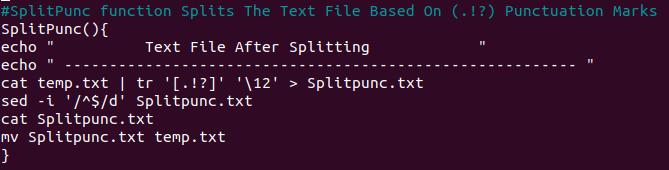 #SplitPunc function Splits The Text File Based On (.!?) Punctuation Marks
SplitPunc(){
echo "          Text File After Splitting            "
echo " --------------------------------------------------------- "
cat temp.txt | tr '[.!?]' '\12' > Splitpunc.txt
sed -i '/^$/d' Splitpunc.txt
cat Splitpunc.txt
mv Splitpunc.txt temp.txt
}